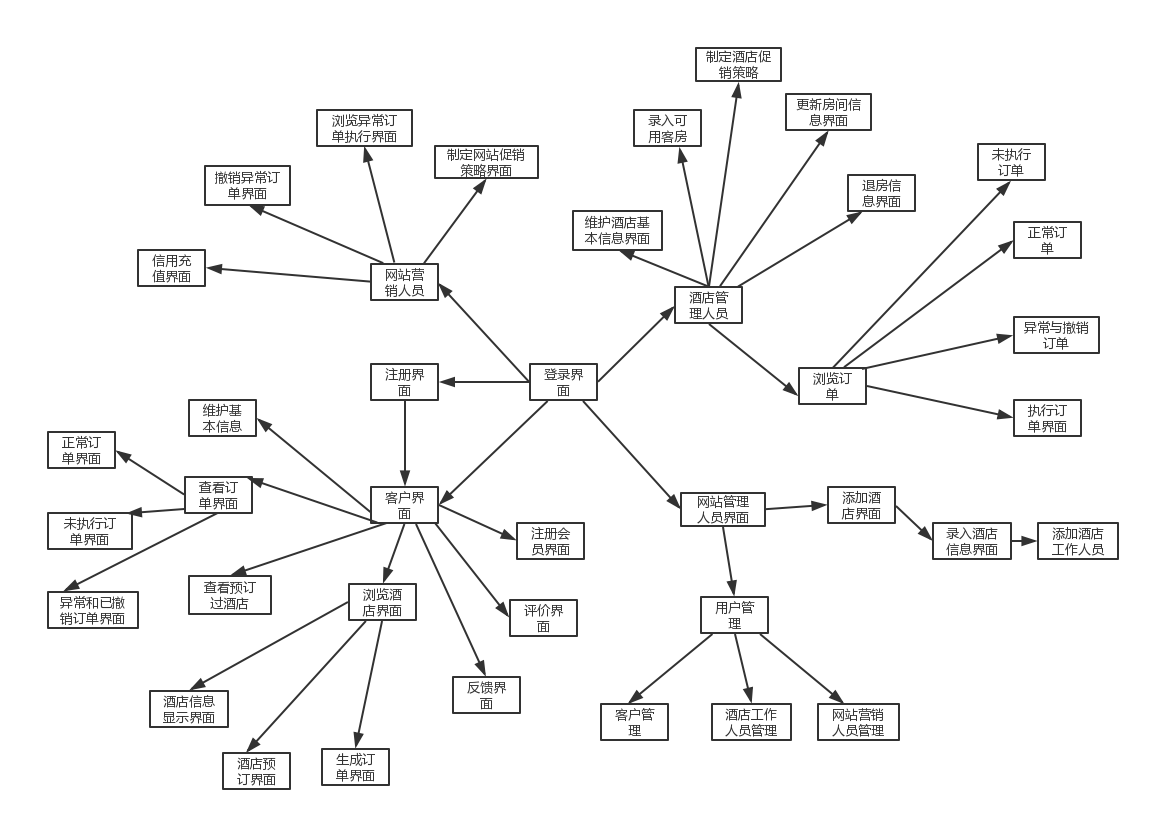 制定酒店促
销策略
更新房间信
息界面
录入可
用客房
浏览异常订
单执行界面
制定网站促销
策略界面
未执行
订单
撤销异常订
单界面
退房信
息界面
维护酒店基
本信息界面
正常订
单
信用充
值界面
网站营
销人员
酒店管
理人员
异常与撤销
订单
注册界
面
登录界
面
浏览订
单
维护基
本信息
执行订
单界面
正常订
单界面
查看订
单界面
客户界
面
网站管理
人员界面
添加酒
店界面
未执行订
单界面
注册会
员界面
录入酒店
信息界面
添加酒店
工作人员
查看预订
过酒店
浏览酒
店界面
异常和已撤
销订单界面
评价界
面
用户管
理
反馈界
面
酒店信息
显示界面
客户管
理
酒店工作
人员管理
网站营销
人员管理
酒店预
订界面
生成订
单界面